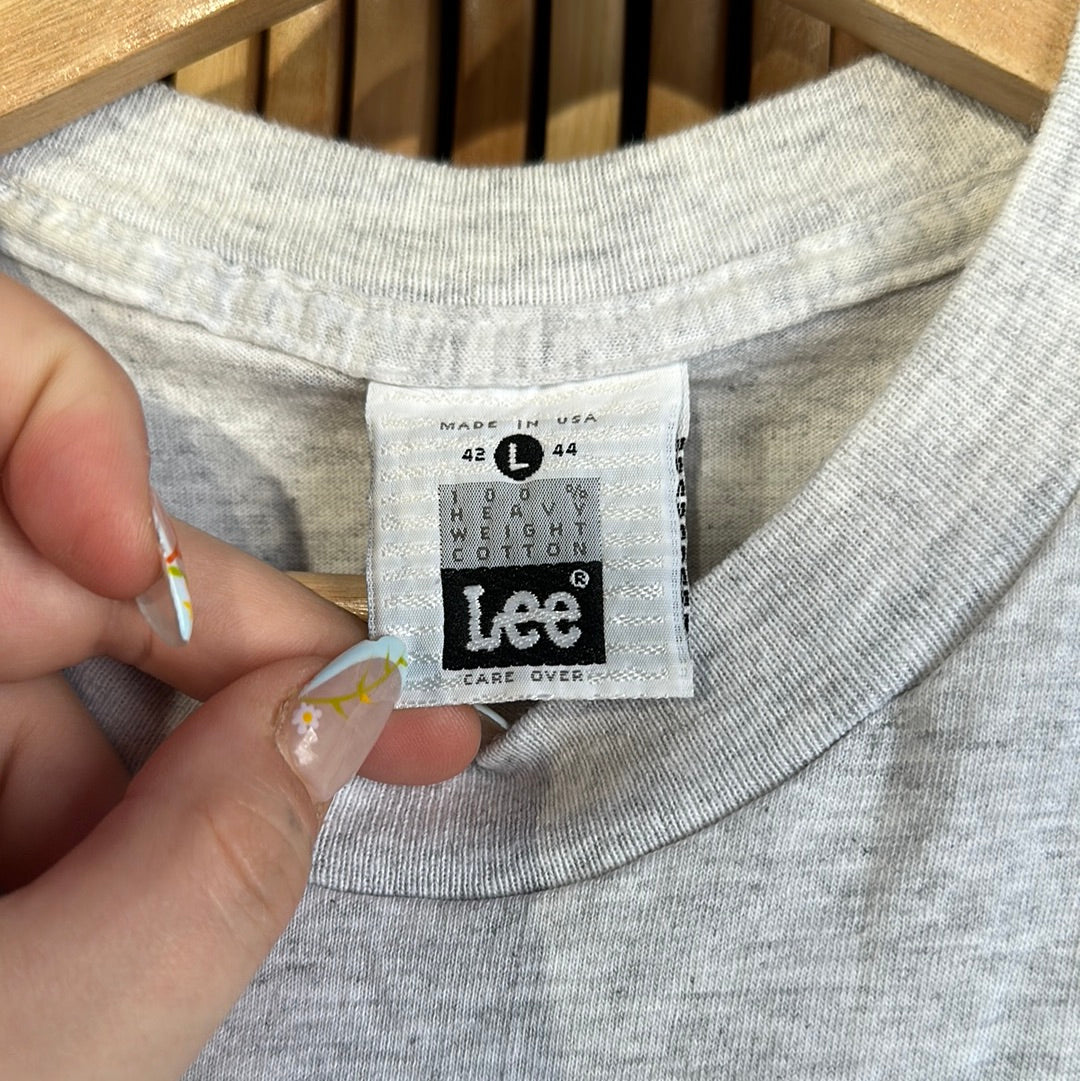 MADE IN USA
42 L 44
100%
HEAVY
WEIGHT
COTTON
Lee®
CARE OVER